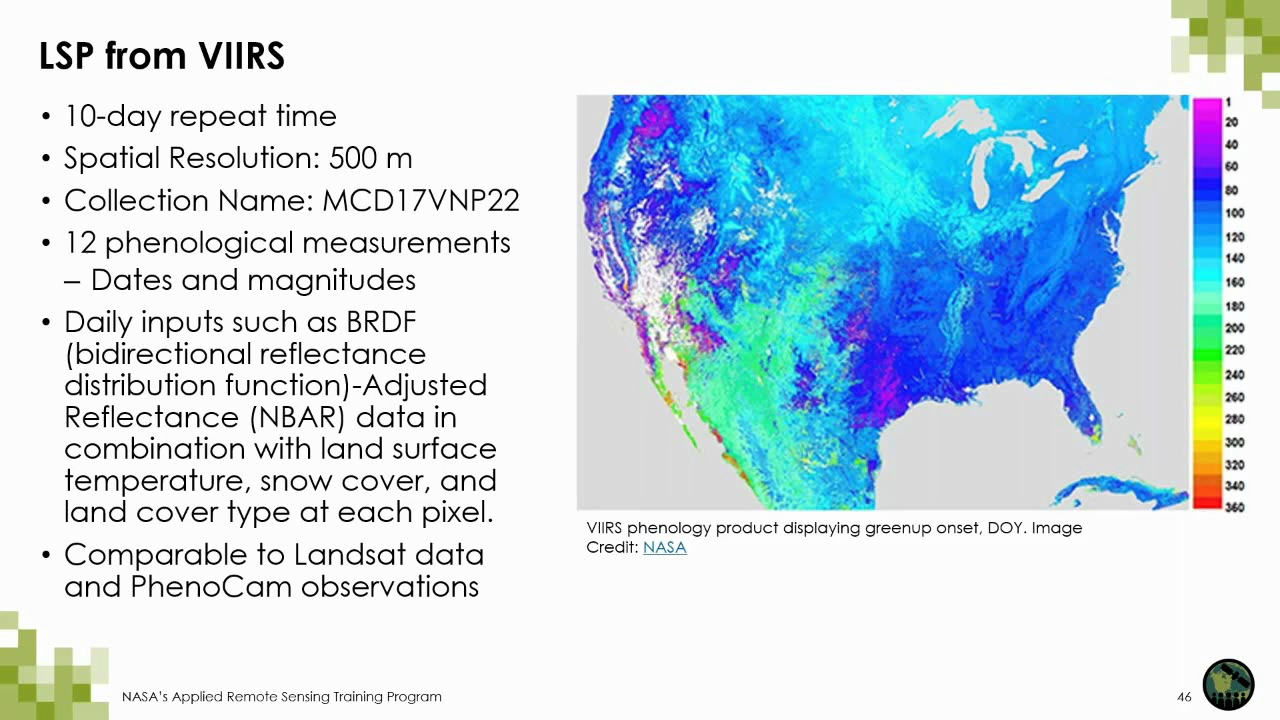 LSP from VIIRS
• 10-day repeat time
• Spatial Resolution: 500 m
• Collection Name: MCD17VNP22
• 12 phenological measurements
– Dates and magnitudes
• Daily inputs such as BRDF
(bidirectional reflectance
distribution function)-Adjusted
Reflectance (NBAR) data in
combination with land surface
temperature, snow cover, and
land cover type at each pixel.
• Comparable to Landsat data
and PhenoCam observations
1
20
40
60
80
100
120
140
160
180
200
220
240
260
280
300
320
340
360
VIIRS phenology product displaying greenup onset, DOY. Image
Credit: NASA
NASA's Applied Remote Sensing Training Program
46